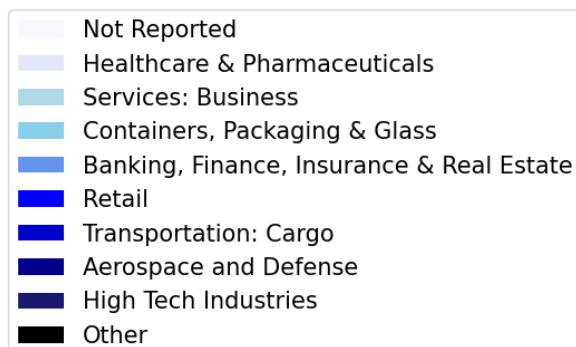 Not Reported
Healthcare & Pharmaceuticals
Services: Business
Containers, Packaging & Glass
Banking, Finance, Insurance & Real Estate
Retail
Transportation: Cargo
Aerospace and Defense
High Tech Industries
Other